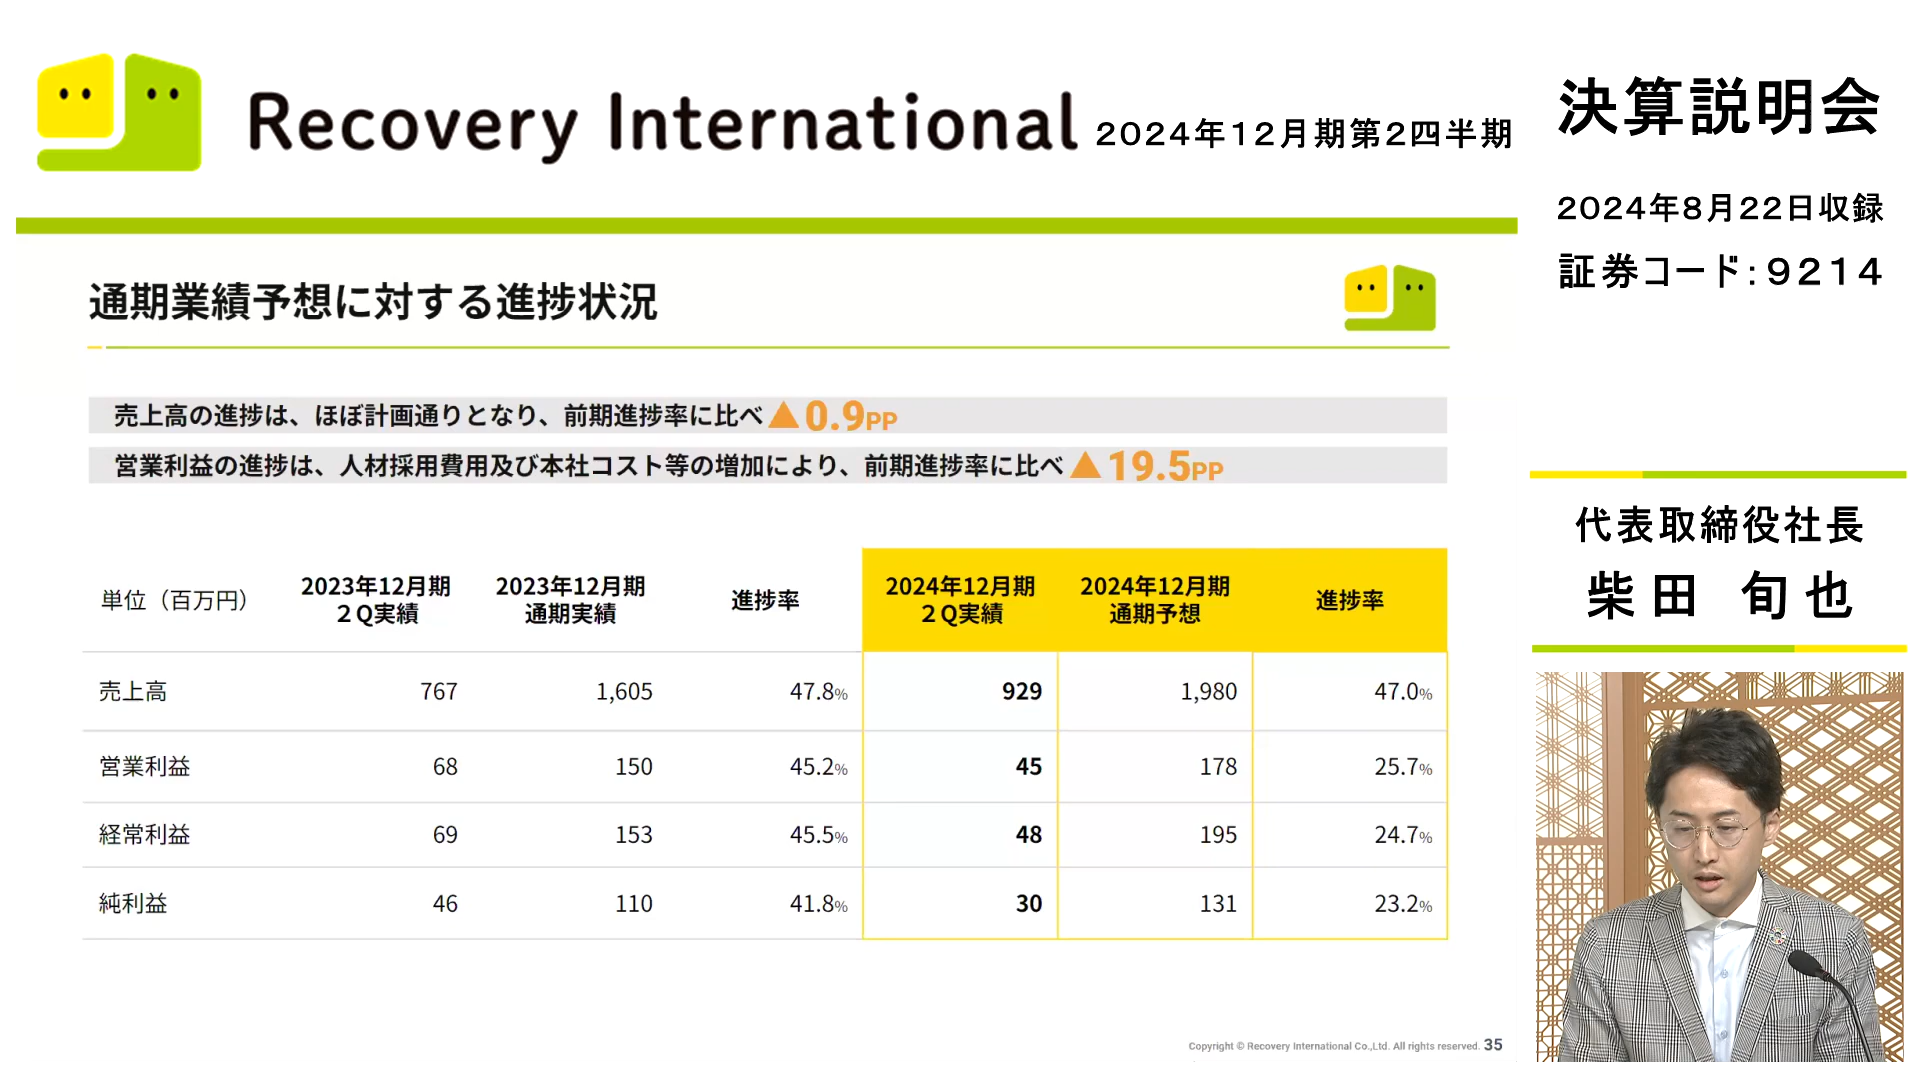 Recovery International 2024年12月期第2四半期
決算説明会
2024年8月22日収録
証券コード:9214
通期業績予想に対する進捗状況
売上高の進捗は、ほぼ計画通りとなり、前期進捗率に比べ▲0.9PP
営業利益の進捗は、人材採用費用及び本社コスト等の増加により、前期進捗率に比べ▲19.5PP
単位（百万円） 2023年12月期 2Q実績 2023年12月期 通期実績 進捗率 2024年12月期 2Q実績 2024年12月期 通期予想 進捗率
売上高 767 1,605 47.8% 929 1,980 47.0%
営業利益 68 150 45.2% 45 178 25.7%
経常利益 69 153 45.5% 48 195 24.7%
純利益 46 110 41.8% 30 131 23.2%
Copyright © Recovery International Co.,Ltd. All rights reserved. 35
代表取締役社長
柴田 旬也